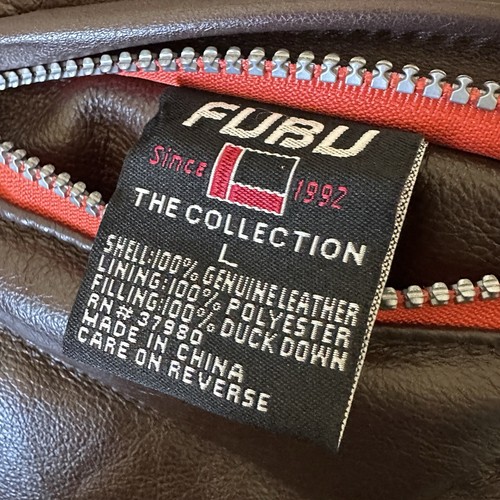 FUBU
Since 1992
THE COLLECTION
L
SHELL:100% GENUINE LEATHER
LINING:100% POLYESTER
FILLING:100% DUCK DOWN
RN# 37980
MADE IN CHINA
CARE ON REVERSE